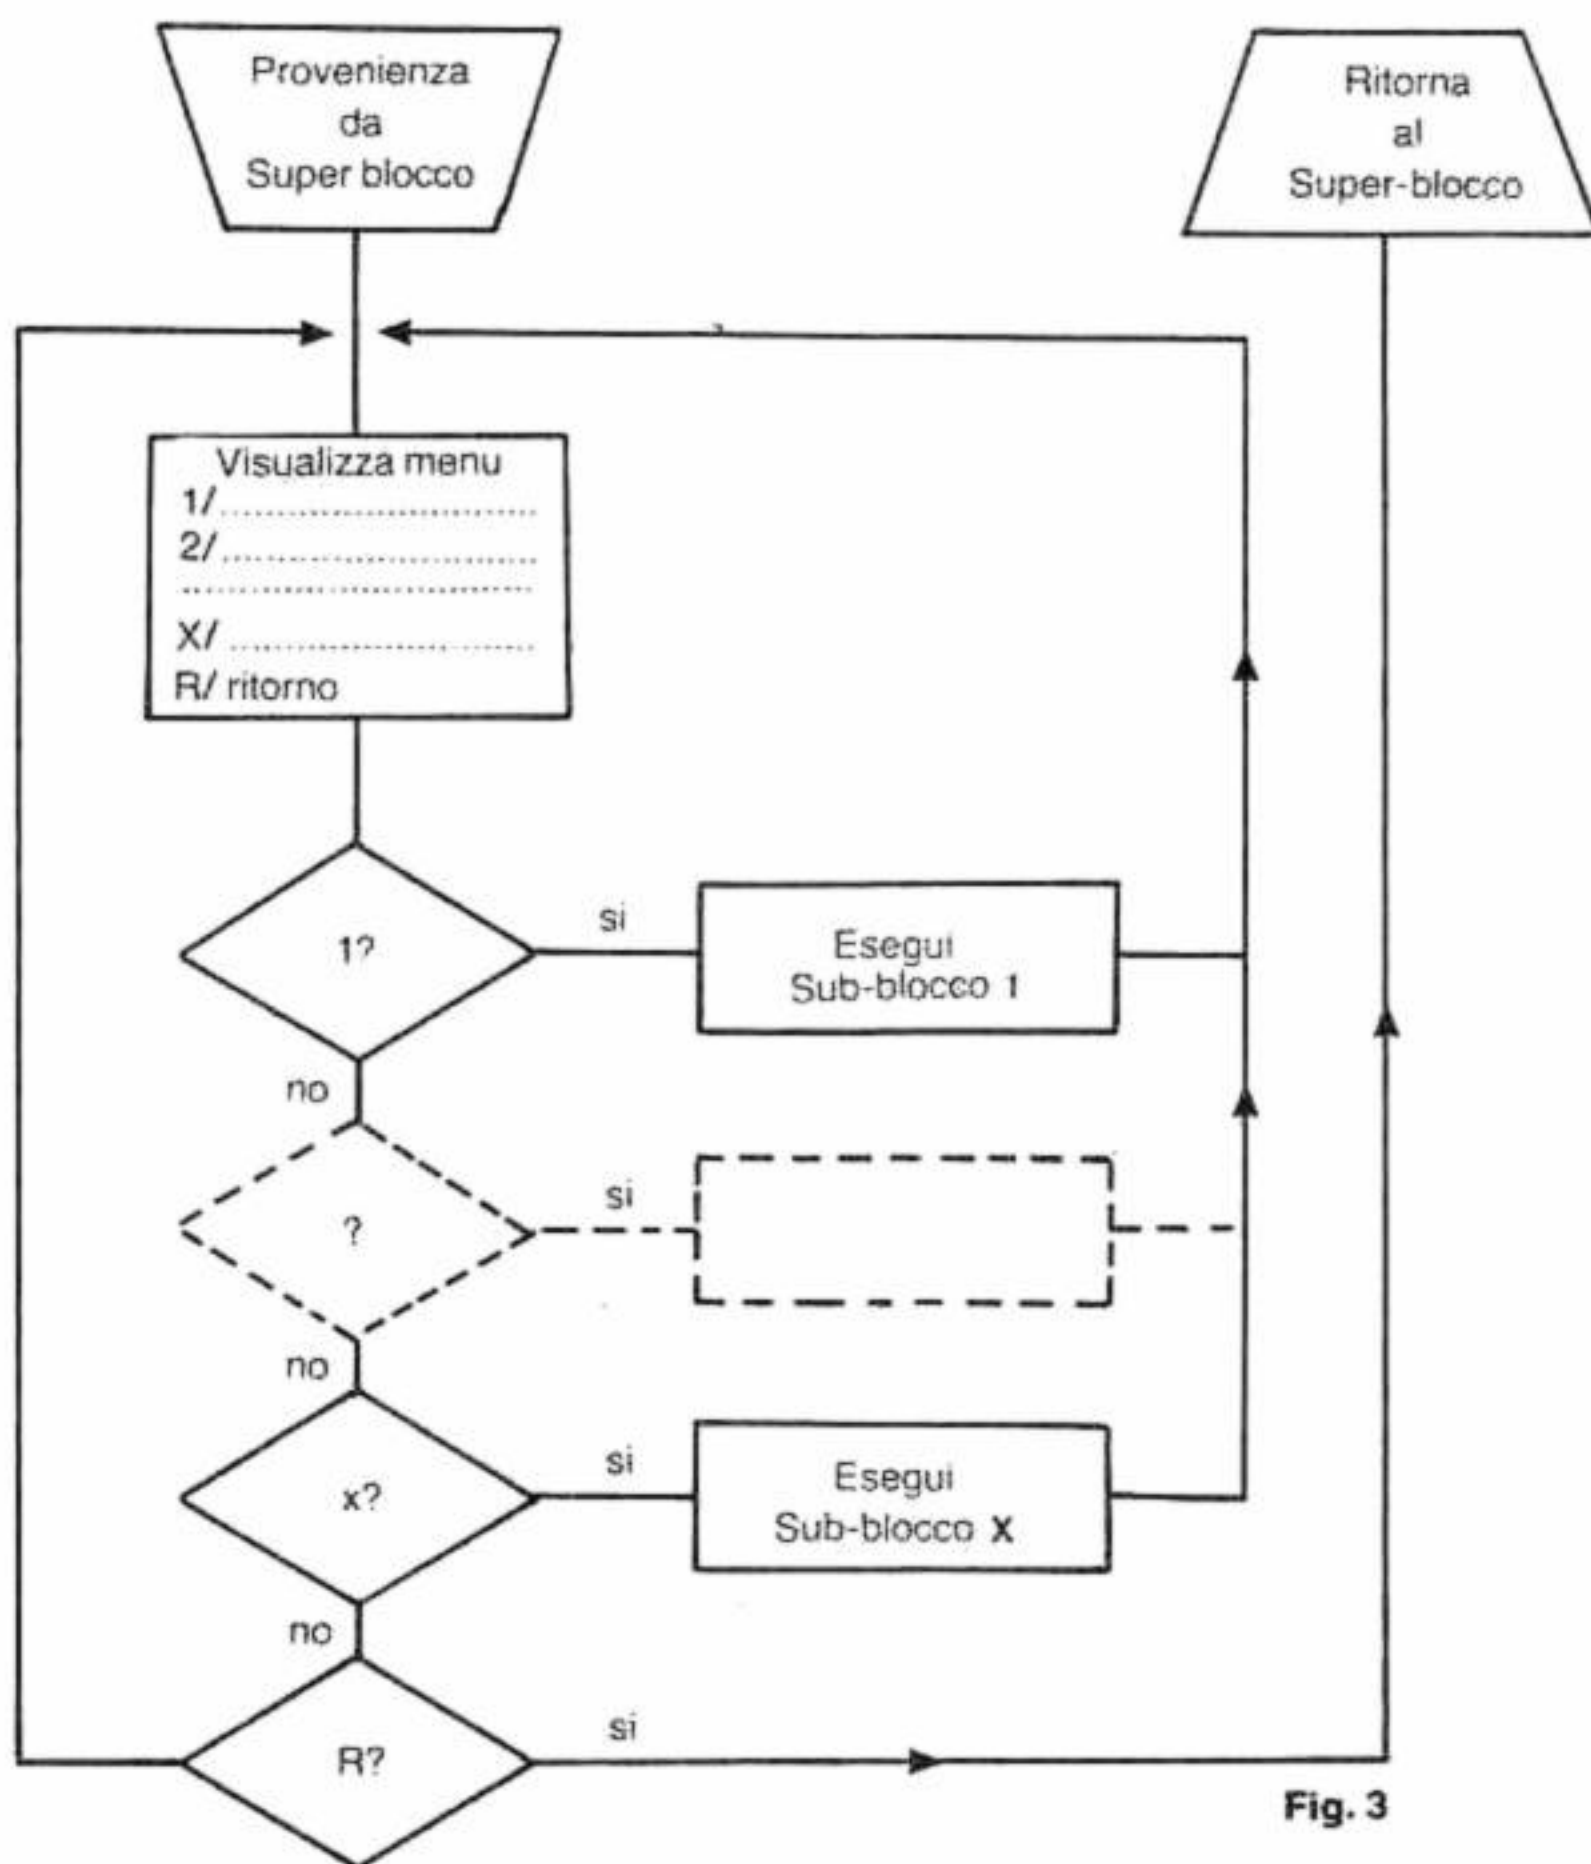 Provenienza
da
Super blocco
Ritorna
al
Super-blocco
Visualizza menu
1/ ..............................
2/ ..............................
..............................
X/ ..............................
R/ ritorno
1?
si
Esegui
Sub-blocco 1
no
?
si
no
x?
si
Esegui
Sub-blocco X
no
R?
si
Fig. 3